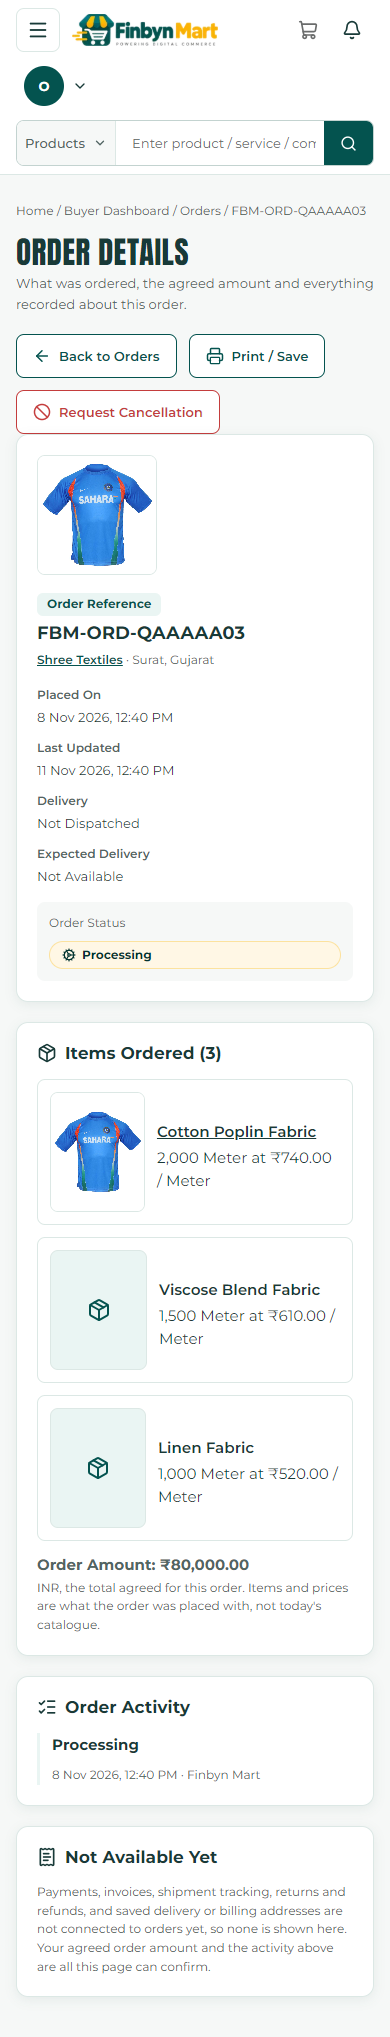 FinbynMart
POWERING DIGITAL COMMERCE
O
Products
Enter product / service / com
Home / Buyer Dashboard / Orders / FBM-ORD-QAAAAA03
ORDER DETAILS
What was ordered, the agreed amount and everything
recorded about this order.
Back to Orders
Print / Save
Request Cancellation
SAHARA
Order Reference
FBM-ORD-QAAAAA03
Shree Textiles · Surat, Gujarat
Placed On
8 Nov 2026, 12:40 PM
Last Updated
11 Nov 2026, 12:40 PM
Delivery
Not Dispatched
Expected Delivery
Not Available
Order Status
Processing
Items Ordered (3)
SAHARA
Cotton Poplin Fabric
2,000 Meter at ₹740.00
/ Meter
Viscose Blend Fabric
1,500 Meter at ₹610.00 /
Meter
Linen Fabric
1,000 Meter at ₹520.00 /
Meter
Order Amount: ₹80,000.00
INR, the total agreed for this order. Items and prices
are what the order was placed with, not today's
catalogue.
Order Activity
Processing
8 Nov 2026, 12:40 PM · Finbyn Mart
Not Available Yet
Payments, invoices, shipment tracking, returns and
refunds, and saved delivery or billing addresses are
not connected to orders yet, so none is shown here.
Your agreed order amount and the activity above
are all this page can confirm.